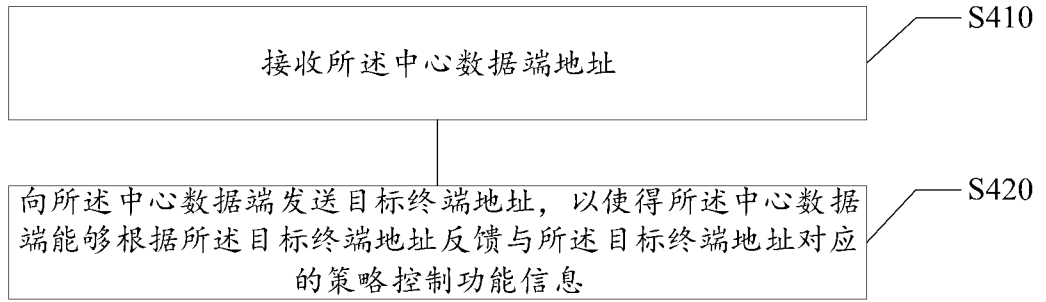 S410
接收所述中心数据端地址
S420
向所述中心数据端发送目标终端地址，以使得所述中心数据
端能够根据所述目标终端地址反馈与所述目标终端地址对应
的策略控制功能信息